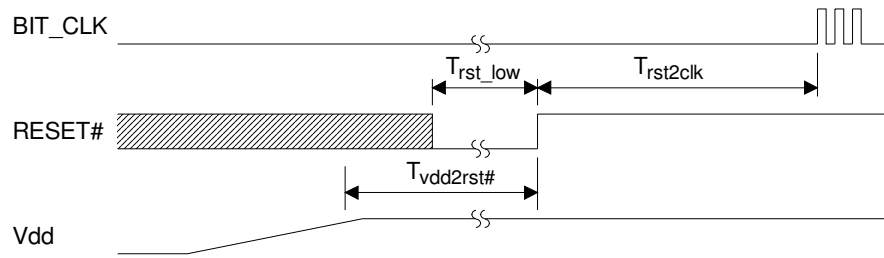 BIT_CLK
Trst_low
Trst2clk
RESET#
Tvdd2rst#
Vdd